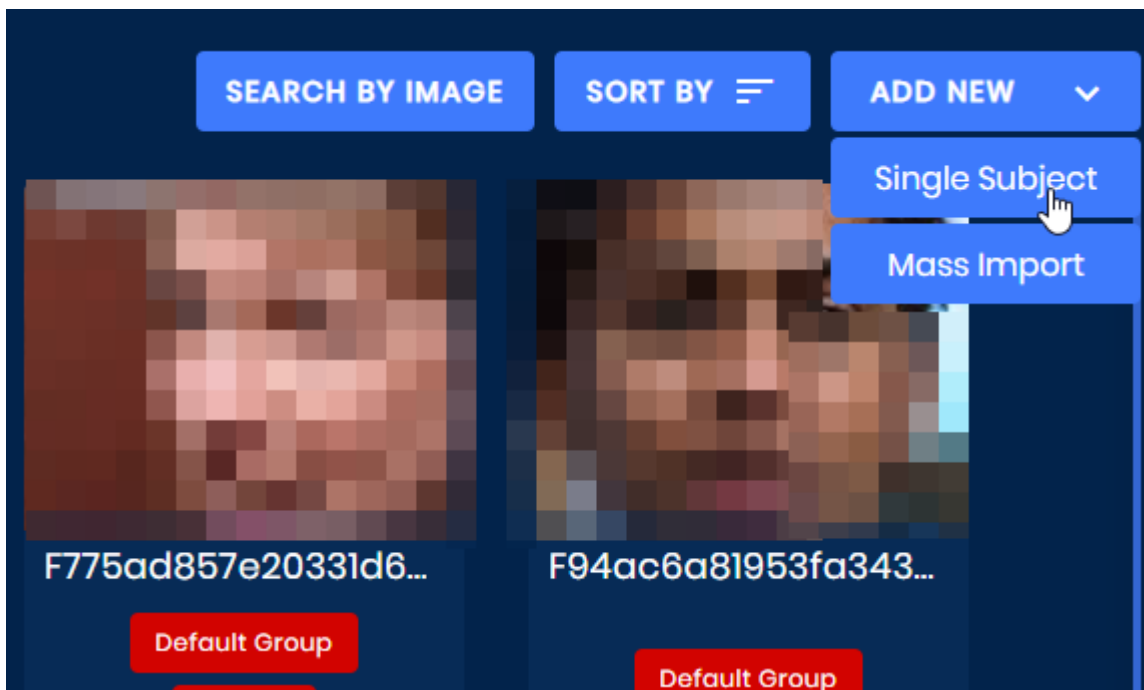 SEARCH BY IMAGE
SORT BY
ADD NEW
Single Subject
Mass Import
F775ad857e20331d6...
F94ac6a81953fa343...
Default Group
Default Group